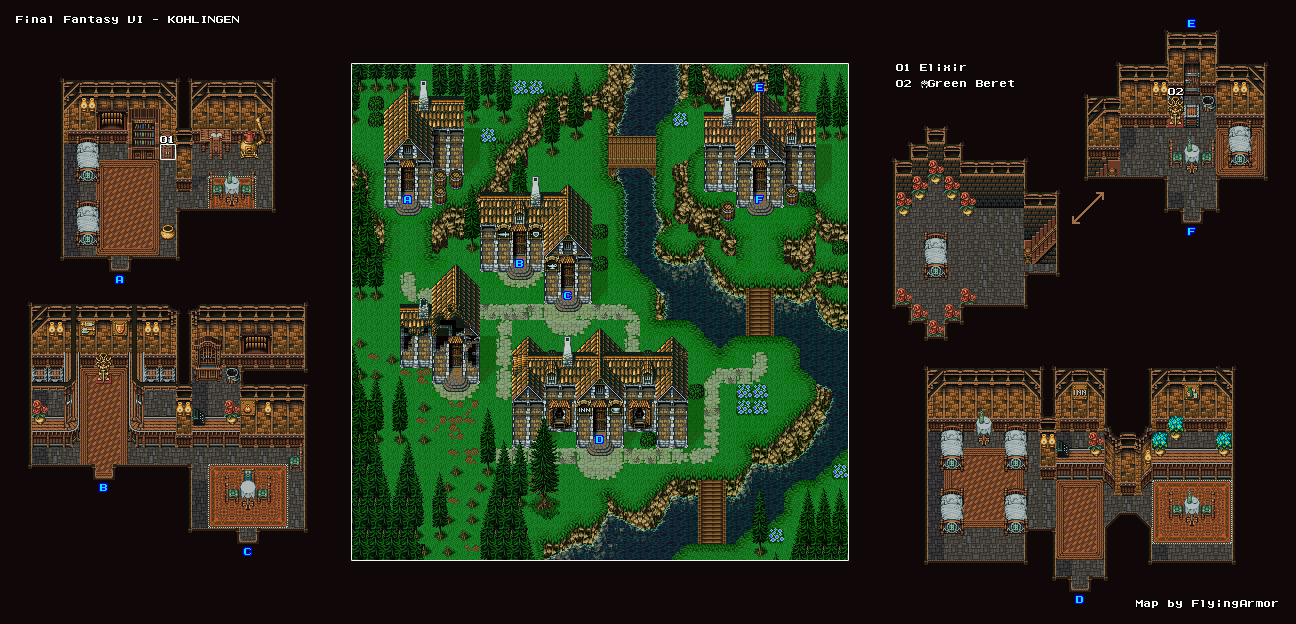 Final Fantasy VI - KOHLINGEN
E
01 Elixir
02 *Green Beret
E
02
01
A
F
B
C
F
A
B
C
INN
D
INN
D
Map by FlyingArmor